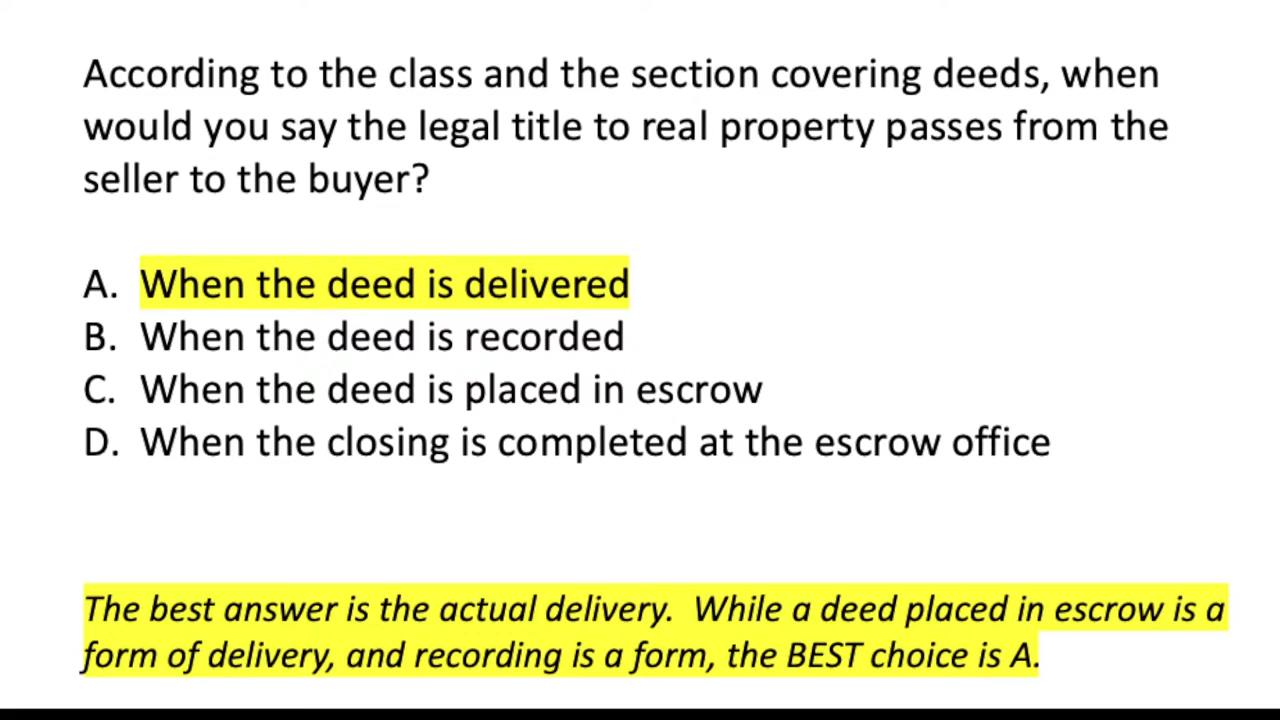 According to the class and the section covering deeds, when
would you say the legal title to real property passes from the
seller to the buyer?
A. When the deed is delivered
B. When the deed is recorded
C. When the deed is placed in escrow
D. When the closing is completed at the escrow office
The best answer is the actual delivery. While a deed placed in escrow is a
form of delivery, and recording is a form, the BEST choice is A.